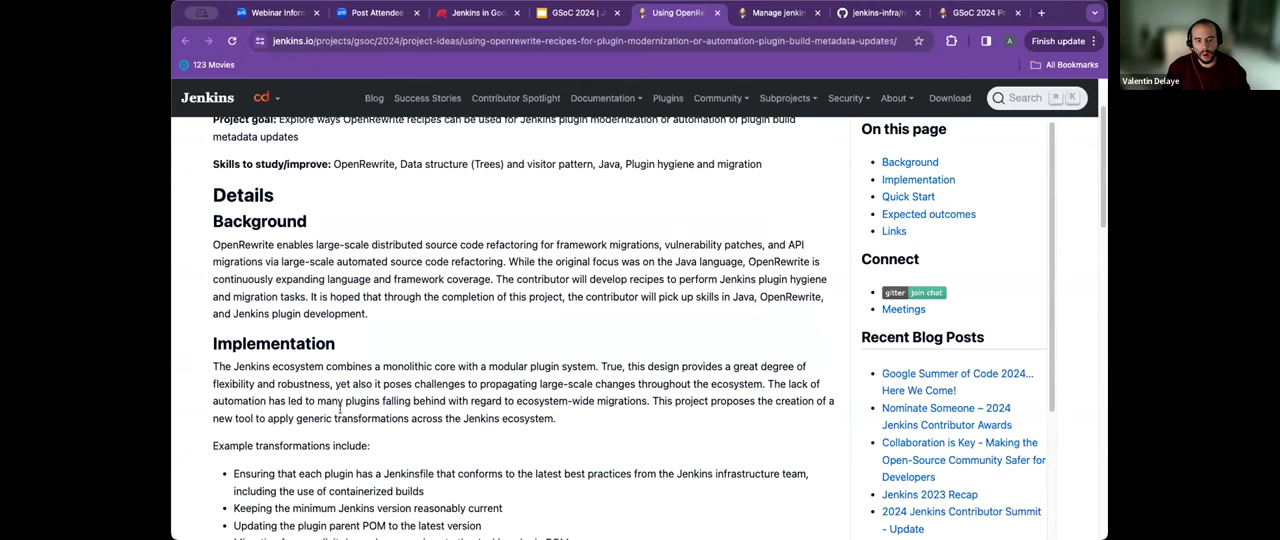 Webinar Inform
Post Attendee
Jenkins in Goo
GSoC 2024 | J
Using OpenRe
Manage jenkin
jenkins-infra/r
GSoC 2024 Pr
jenkins.io/projects/gsoc/2024/project-ideas/using-openrewrite-recipes-for-plugin-modernization-or-automation-plugin-build-metadata-updates/
A
Finish update
123 Movies
All Bookmarks
Valentin Delaye
Jenkins
cd
Blog
Success Stories
Contributor Spotlight
Documentation
Plugins
Community
Subprojects
Security
About
Download
Search
K
Project goal: Explore ways OpenRewrite recipes can be used for Jenkins plugin modernization or automation of plugin build
metadata updates
Skills to study/improve: OpenRewrite, Data structure (Trees) and visitor pattern, Java, Plugin hygiene and migration
Details
Background
OpenRewrite enables large-scale distributed source code refactoring for framework migrations, vulnerability patches, and API
migrations via large-scale automated source code refactoring. While the original focus was on the Java language, OpenRewrite is
continuously expanding language and framework coverage. The contributor will develop recipes to perform Jenkins plugin hygiene
and migration tasks. It is hoped that through the completion of this project, the contributor will pick up skills in Java, OpenRewrite,
and Jenkins plugin development.
Implementation
The Jenkins ecosystem combines a monolithic core with a modular plugin system. True, this design provides a great degree of
flexibility and robustness, yet also it poses challenges to propagating large-scale changes throughout the ecosystem. The lack of
automation has led to many plugins falling behind with regard to ecosystem-wide migrations. This project proposes the creation of a
new tool to apply generic transformations across the Jenkins ecosystem.
Example transformations include:
Ensuring that each plugin has a Jenkinsfile that conforms to the latest best practices from the Jenkins infrastructure team,
including the use of containerized builds
Keeping the minimum Jenkins version reasonably current
Updating the plugin parent POM to the latest version
On this page
Background
Implementation
Quick Start
Expected outcomes
Links
Connect
gitter join chat
Meetings
Recent Blog Posts
Google Summer of Code 2024...
Here We Come!
Nominate Someone – 2024
Jenkins Contributor Awards
Collaboration is Key - Making the
Open-Source Community Safer for
Developers
Jenkins 2023 Recap
2024 Jenkins Contributor Summit
- Update